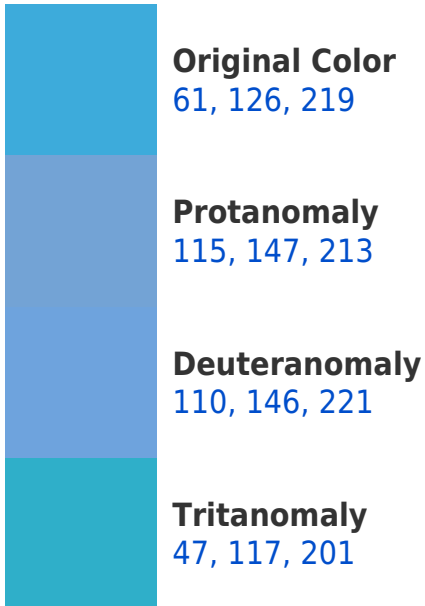 Original Color
61, 126, 219
Protanomaly
115, 147, 213
Deuteranomaly
110, 146, 221
Tritanomaly
47, 117, 201